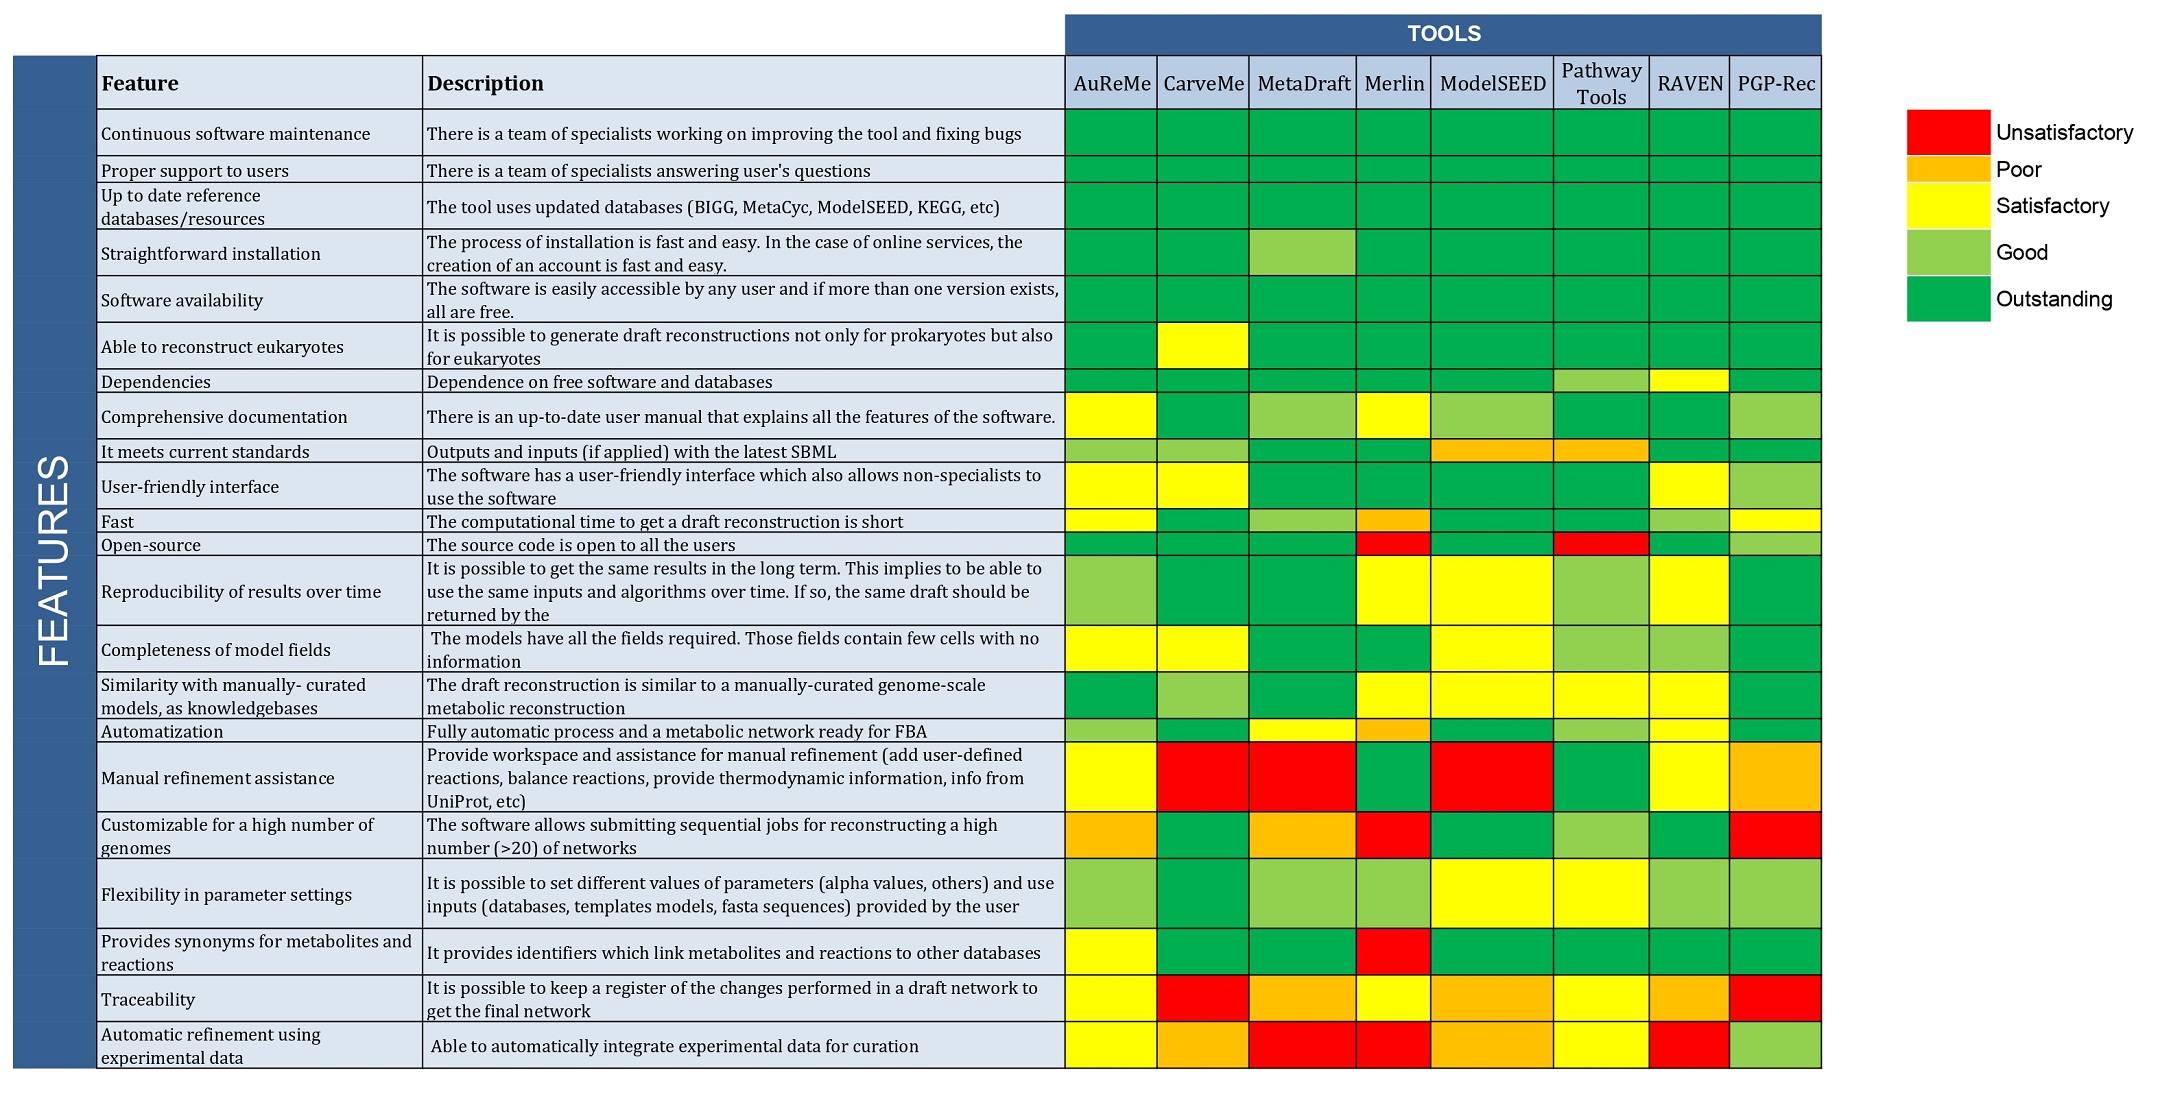 TOOLS
Feature
Description
AuReMe
CarveMe
MetaDraft
Merlin
ModelSEED
Pathway
Tools
RAVEN
PGP-Rec
FEATURES
Continuous software maintenance
There is a team of specialists working on improving the tool and fixing bugs
Proper support to users
There is a team of specialists answering user's questions
Up to date reference
databases/resources
The tool uses updated databases (BIGG, MetaCyc, ModelSEED, KEGG, etc)
Straightforward installation
The process of installation is fast and easy. In the case of online services, the
creation of an account is fast and easy.
Software availability
The software is easily accessible by any user and if more than one version exists,
all are free.
Able to reconstruct eukaryotes
It is possible to generate draft reconstructions not only for prokaryotes but also
for eukaryotes
Dependencies
Dependence on free software and databases
Comprehensive documentation
There is an up-to-date user manual that explains all the features of the software.
It meets current standards
Outputs and inputs (if applied) with the latest SBML
User-friendly interface
The software has a user-friendly interface which also allows non-specialists to
use the software
Fast
The computational time to get a draft reconstruction is short
Open-source
The source code is open to all the users
Reproducibility of results over time
It is possible to get the same results in the long term. This implies to be able to
use the same inputs and algorithms over time. If so, the same draft should be
returned by the
Completeness of model fields
The models have all the fields required. Those fields contain few cells with no
information
Similarity with manually- curated
models, as knowledgebases
The draft reconstruction is similar to a manually-curated genome-scale
metabolic reconstruction
Automatization
Fully automatic process and a metabolic network ready for FBA
Manual refinement assistance
Provide workspace and assistance for manual refinement (add user-defined
reactions, balance reactions, provide thermodynamic information, info from
UniProt, etc)
Customizable for a high number of
genomes
The software allows submitting sequential jobs for reconstructing a high
number (>20) of networks
Flexibility in parameter settings
It is possible to set different values of parameters (alpha values, others) and use
inputs (databases, templates models, fasta sequences) provided by the user
Provides synonyms for metabolites and
reactions
It provides identifiers which link metabolites and reactions to other databases
Traceability
It is possible to keep a register of the changes performed in a draft network to
get the final network
Automatic refinement using
experimental data
Able to automatically integrate experimental data for curation
Unsatisfactory
Poor
Satisfactory
Good
Outstanding